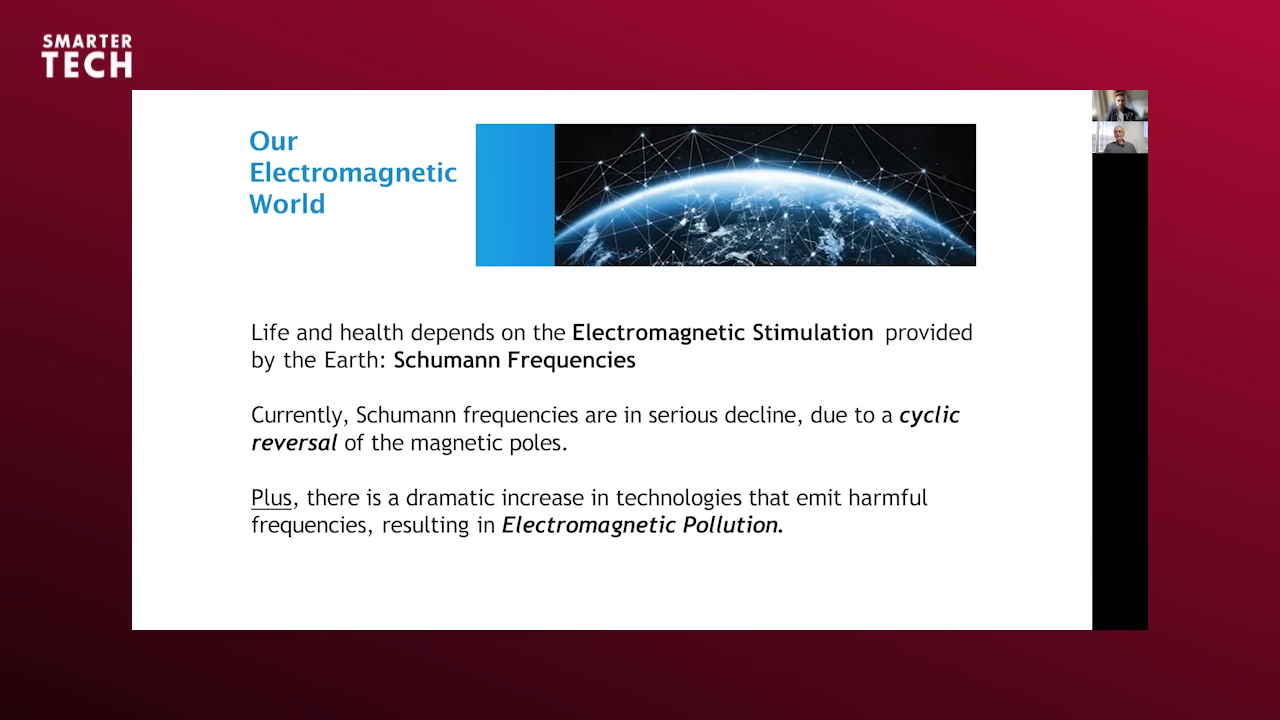 SMARTER
TECH
Our
Electromagnetic
World
Life and health depends on the Electromagnetic Stimulation provided
by the Earth: Schumann Frequencies
Currently, Schumann frequencies are in serious decline, due to a cyclic
reversal of the magnetic poles.
Plus, there is a dramatic increase in technologies that emit harmful
frequencies, resulting in Electromagnetic Pollution.